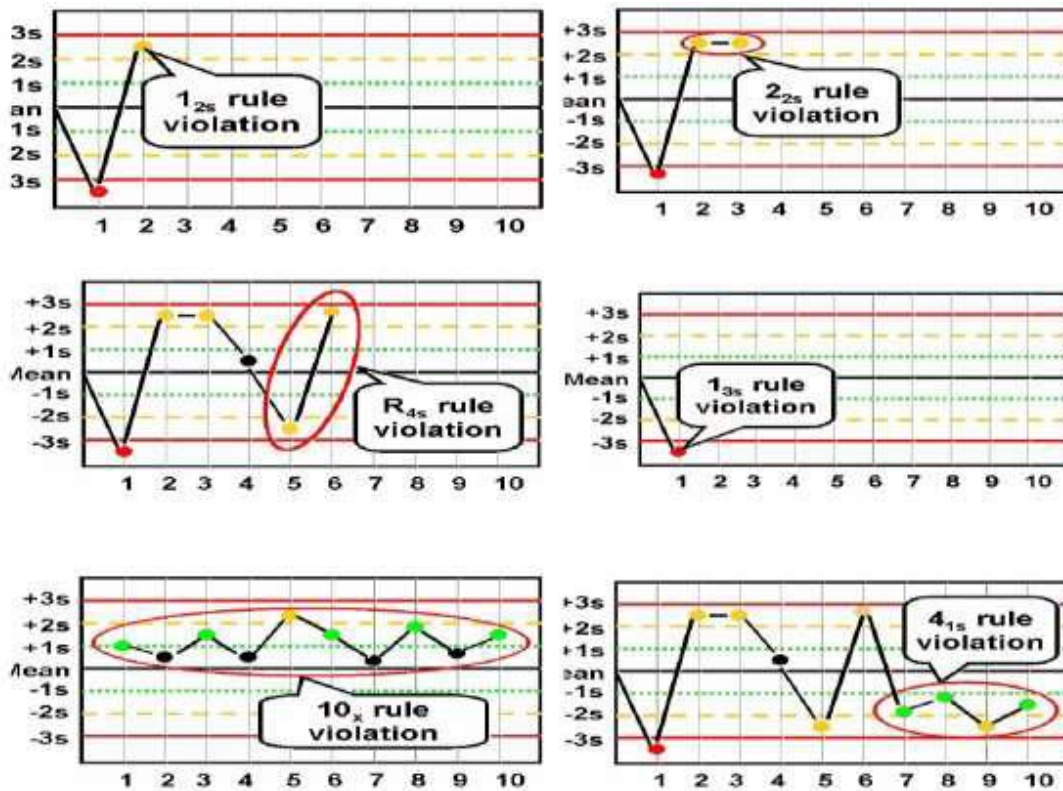 3s
2s
1s
an
1s
2s
3s
1₂ₛ rule
violation
1 2 3 4 5 6 7 8 9 10
+3s
+2s
+1s
ean
-1s
-2s
-3s
2₂ₛ rule
violation
1 2 3 4 5 6 7 8 9 10
+3s
+2s
+1s
Mean
-1s
-2s
-3s
R₄ₛ rule
violation
1 2 3 4 5 6 7 8 9 10
+3s
+2s
+1s
Mean
-1s
-2s
-3s
1₃ₛ rule
violation
1 2 3 4 5 6 7 8 9 10
+3s
+2s
+1s
Mean
-1s
-2s
-3s
10ₓ rule
violation
1 2 3 4 5 6 7 8 9 10
+3s
+2s
+1s
ean
-1s
-2s
-3s
4₁ₛ rule
violation
1 2 3 4 5 6 7 8 9 10